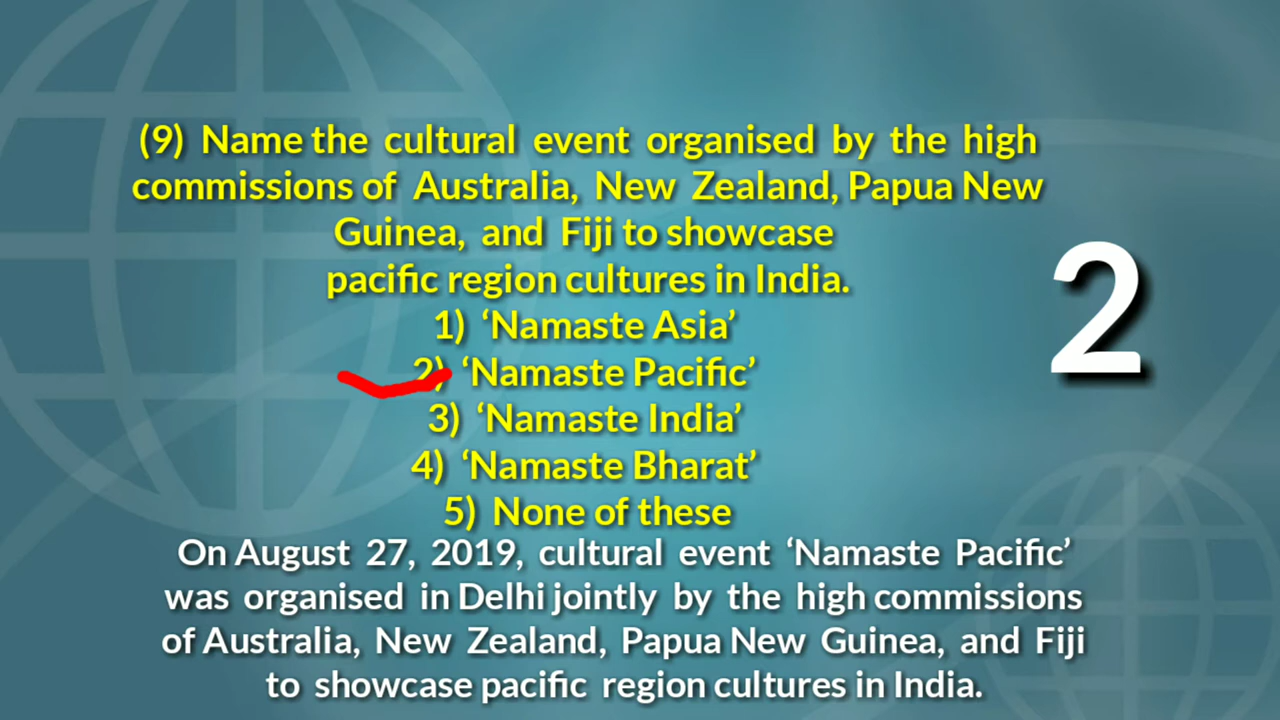 (9) Name the cultural event organised by the high
commissions of Australia, New Zealand, Papua New
Guinea, and Fiji to showcase
pacific region cultures in India.
1) ‘Namaste Asia’
2) ‘Namaste Pacific’
3) ‘Namaste India’
4) ‘Namaste Bharat’
5) None of these
2
On August 27, 2019, cultural event ‘Namaste Pacific’
was organised in Delhi jointly by the high commissions
of Australia, New Zealand, Papua New Guinea, and Fiji
to showcase pacific region cultures in India.